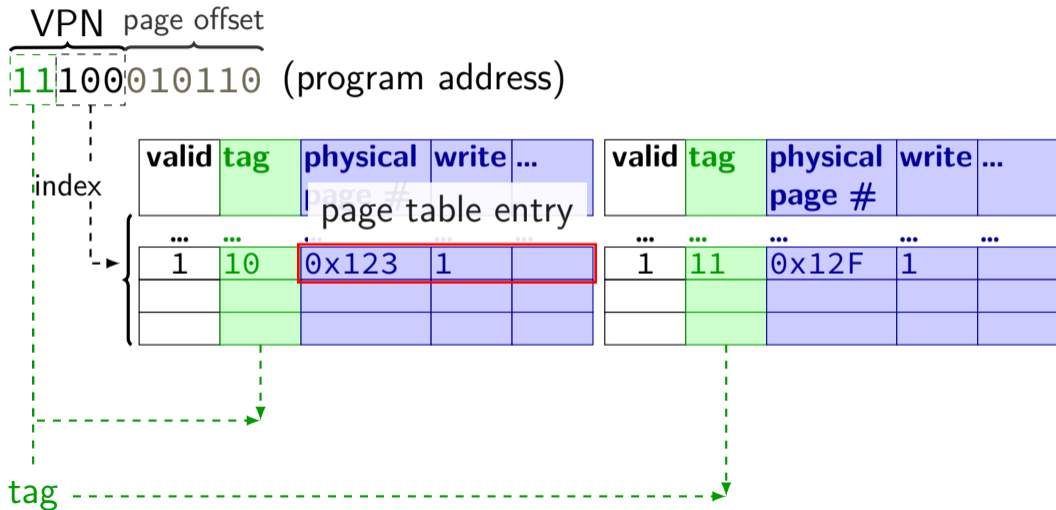 VPN page offset
11100010110 (program address)
valid tag physical page # write ... valid tag physical page # write ...
index
page table entry
... ... ... ... ... ... ... ... ... ...
1 10 0x123 1 1 11 0x12F 1
tag